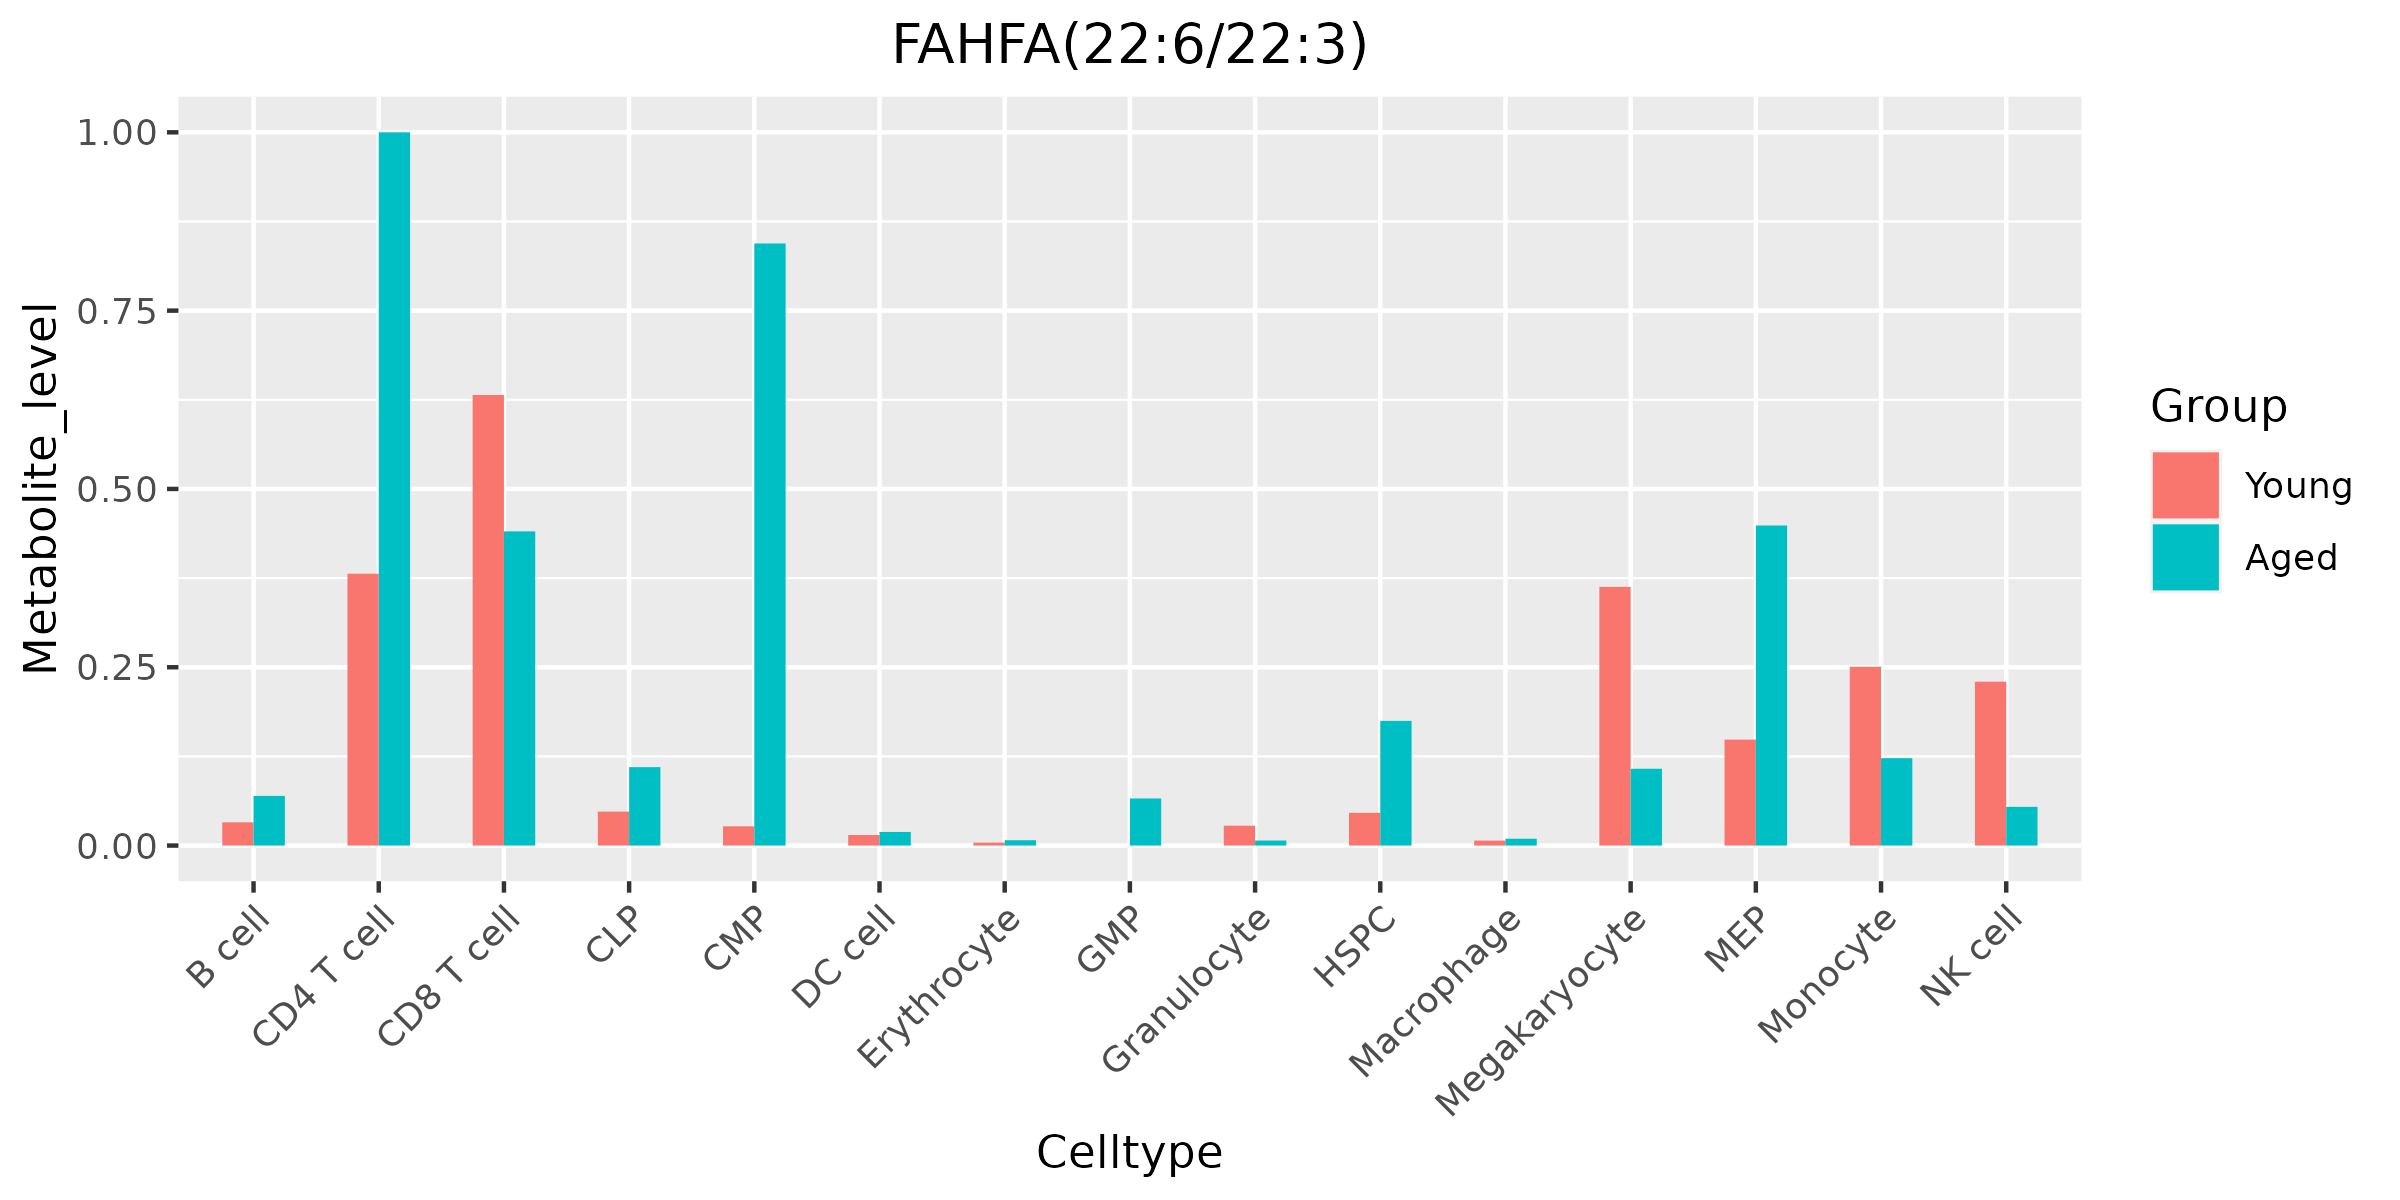 FAHFA(22:6/22:3)
Metabolite_level
1.00
0.75
0.50
0.25
0.00
B cell
CD4 T cell
CD8 T cell
CLP
CMP
DC cell
Erythrocyte
GMP
Granulocyte
HSPC
Macrophage
Megakaryocyte
MEP
Monocyte
NK cell
Celltype
Group
Young
Aged